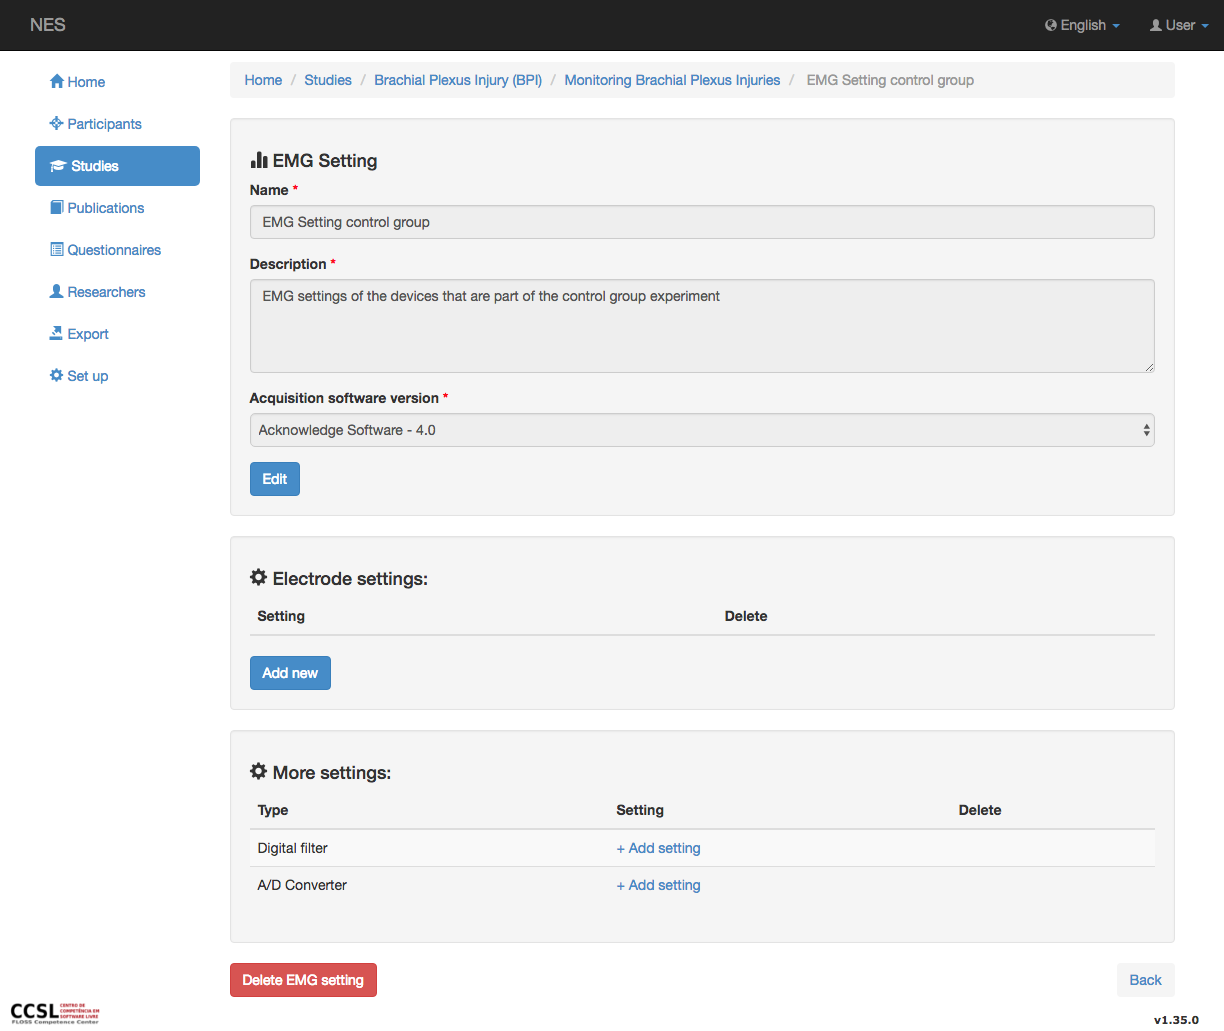 NES
English
User
Home
Participants
Studies
Publications
Questionnaires
Researchers
Export
Set up
Home / Studies / Brachial Plexus Injury (BPI) / Monitoring Brachial Plexus Injuries / EMG Setting control group
EMG Setting
Name *
EMG Setting control group
Description *
EMG settings of the devices that are part of the control group experiment
Acquisition software version *
Acknowledge Software - 4.0
Edit
Electrode settings:
Setting Delete
Add new
More settings:
Type Setting Delete
Digital filter + Add setting
A/D Converter + Add setting
Delete EMG setting
Back
CCSL
CENTRO DE
COMPETÊNCIA EM
SOFTWARE LIVRE
FLOSS Competence Center
v1.35.0